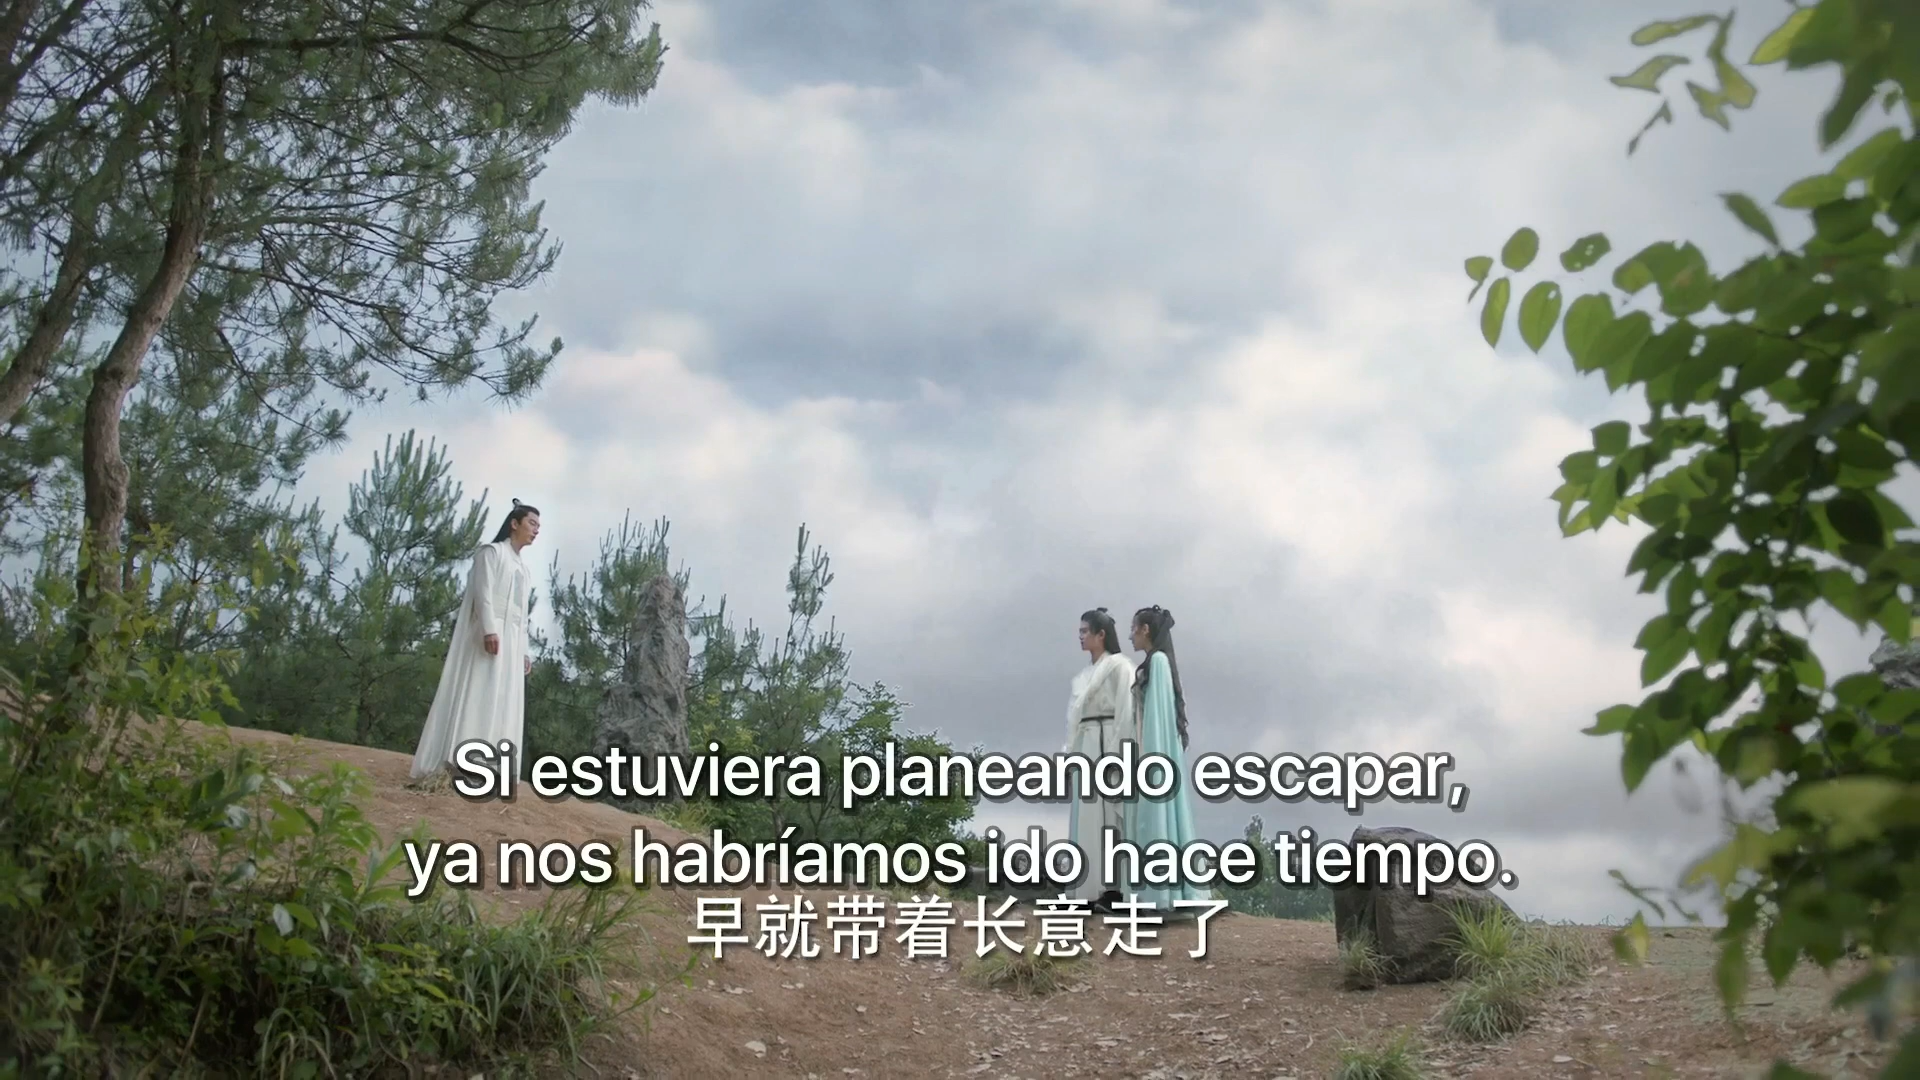 Si estuviera planeando escapar,
ya nos habríamos ido hace tiempo.
早就带着长意走了